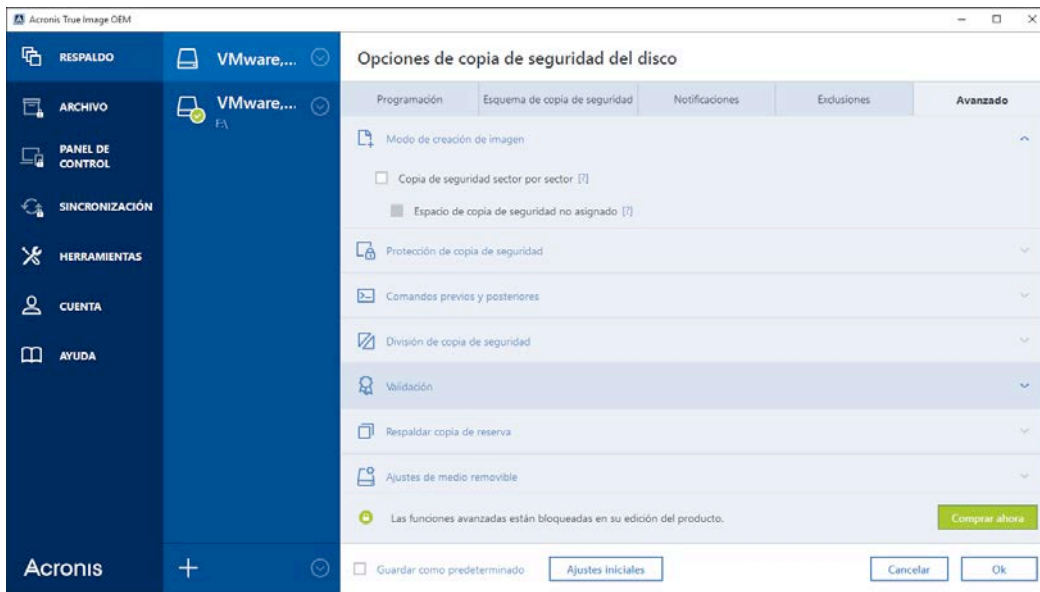 Acronis True Image OEM
RESPALDO
ARCHIVO
PANEL DE
CONTROL
SINCRONIZACIÓN
HERRAMIENTAS
CUENTA
AYUDA
Acronis
VMware,...
VMware,...
F:\
Opciones de copia de seguridad del disco
Programación
Esquema de copia de seguridad
Notificaciones
Exclusiones
Avanzado
Modo de creación de imagen
Copia de seguridad sector por sector [?]
Espacio de copia de seguridad no asignado [?]
Protección de copia de seguridad
Comandos previos y posteriores
División de copia de seguridad
Validación
Respaldar copia de reserva
Ajustes de medio removible
Las funciones avanzadas están bloqueadas en su edición del producto.
Comprar ahora
Guardar como predeterminado
Ajustes iniciales
Cancelar
Ok